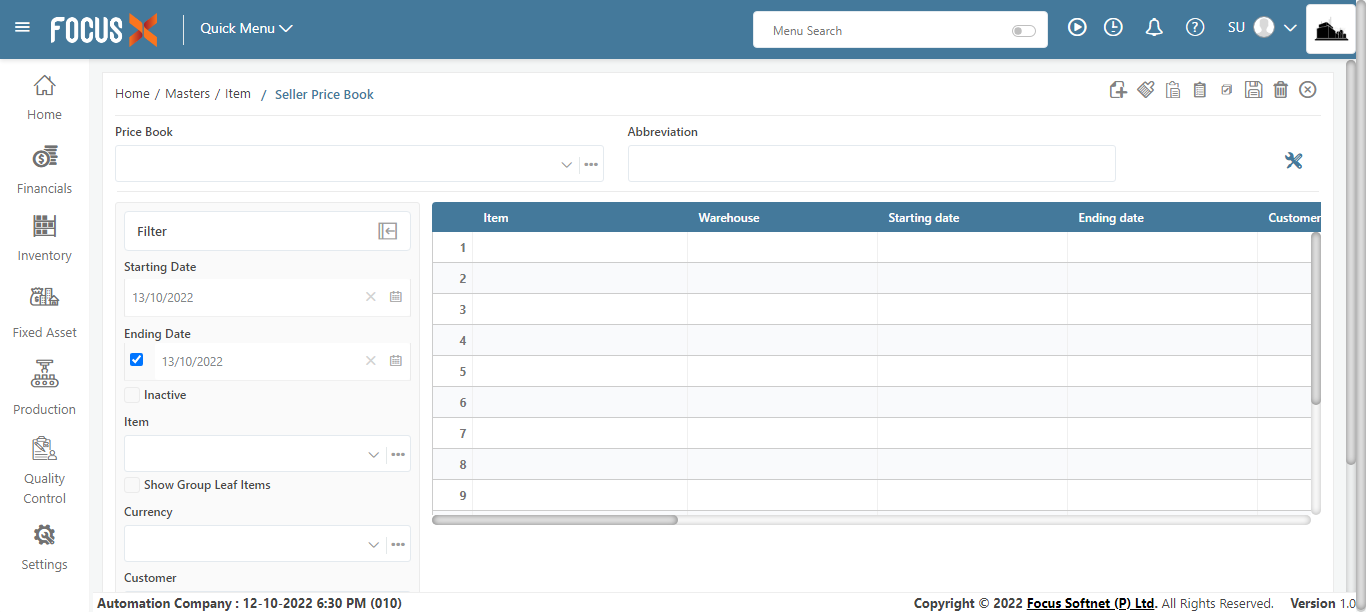 FOCUS X
Quick Menu
Menu Search
SU
Home
Financials
Inventory
Fixed Asset
Production
Quality
Control
Settings
Home / Masters / Item / Seller Price Book
Price Book
Abbreviation
Filter
Starting Date
13/10/2022
Ending Date
13/10/2022
Inactive
Item
Show Group Leaf Items
Currency
Customer
Item Warehouse Starting date Ending date Customer
1
2
3
4
5
6
7
8
9
Automation Company : 12-10-2022 6:30 PM (010)
Copyright © 2022 Focus Softnet (P) Ltd. All Rights Reserved. Version 1.0